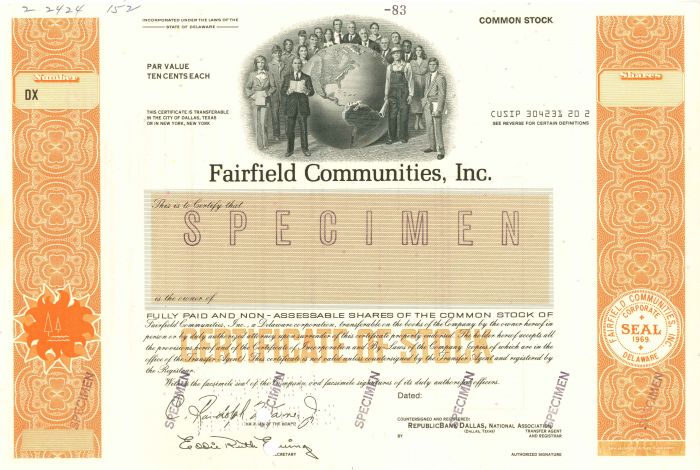 2 2424 152
-83
INCORPORATED UNDER THE LAWS OF THE
STATE OF DELAWARE
COMMON STOCK
Number
Shares
PAR VALUE
TEN CENTS EACH
DX
THIS CERTIFICATE IS TRANSFERABLE
IN THE CITY OF DALLAS, TEXAS
OR IN NEW YORK, NEW YORK
CUSIP 304231 20 2
SEE REVERSE FOR CERTAIN DEFINITIONS
Fairfield Communities, Inc.
This is to Certify that
SPECIMEN
is the owner of
FULLY PAID AND NON-ASSESSABLE SHARES OF THE COMMON STOCK OF
Fairfield Communities, Inc., a Delaware corporation, transferable on the books of the Company by the owner hereof in
person or by duly authorized attorney upon surrender of this certificate properly endorsed. The holder hereof accepts all
the provisions hereof and the Certificate of Incorporation and By-Laws of the Company, copies of which are in the
office of the Transfer Agent. This certificate is not valid unless countersigned by the Transfer Agent and registered by
the Registrar.
Witness the facsimile seal of the Company and facsimile signatures of its duly authorized officers.
CERTIFICATE OF STOCK
FAIRFIELD COMMUNITIES, INC.
CORPORATE
SEAL
1969
DELAWARE
Dated:
SPECIMEN
SPECIMEN
SPECIMEN
SPECIMEN
SPECIMEN
SPECIMEN
CHAIRMAN OF THE BOARD
SECRETARY
COUNTERSIGNED AND REGISTERED:
REPUBLICBANK DALLAS, NATIONAL ASSOCIATION
(DALLAS, TEXAS)
TRANSFER AGENT
AND REGISTRAR
BY
AUTHORIZED SIGNATURE